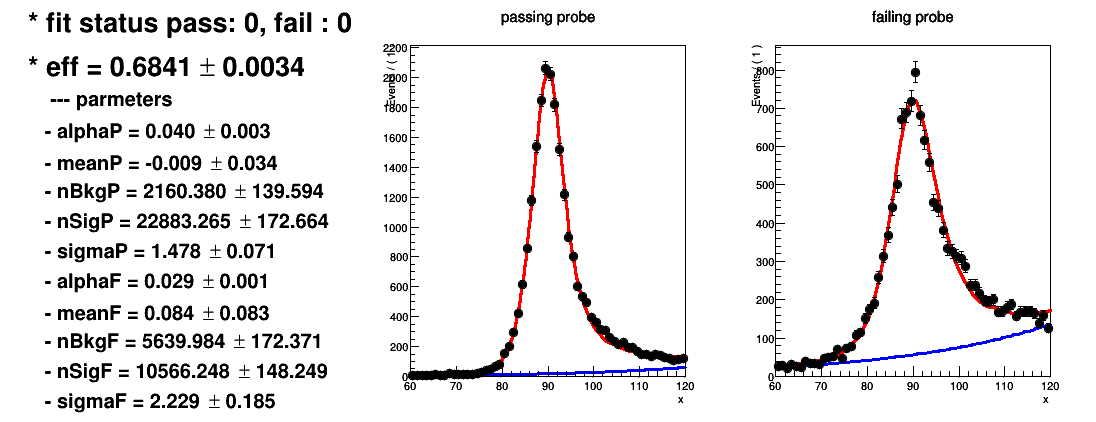 * fit status pass: 0, fail : 0
* eff = 0.6841 ± 0.0034
--- parmeters
- alphaP = 0.040 ± 0.003
- meanP = -0.009 ± 0.034
- nBkgP = 2160.380 ± 139.594
- nSigP = 22883.265 ± 172.664
- sigmaP = 1.478 ± 0.071
- alphaF = 0.029 ± 0.001
- meanF = 0.084 ± 0.083
- nBkgF = 5639.984 ± 172.371
- nSigF = 10566.248 ± 148.249
- sigmaF = 2.229 ± 0.185
passing probe
Events / ( 1 )
2200
2000
1800
1600
1400
1200
1000
800
600
400
200
0
60 70 80 90 100 110 120
x
failing probe
Events / ( 1 )
800
700
600
500
400
300
200
100
0
60 70 80 90 100 110 120
x